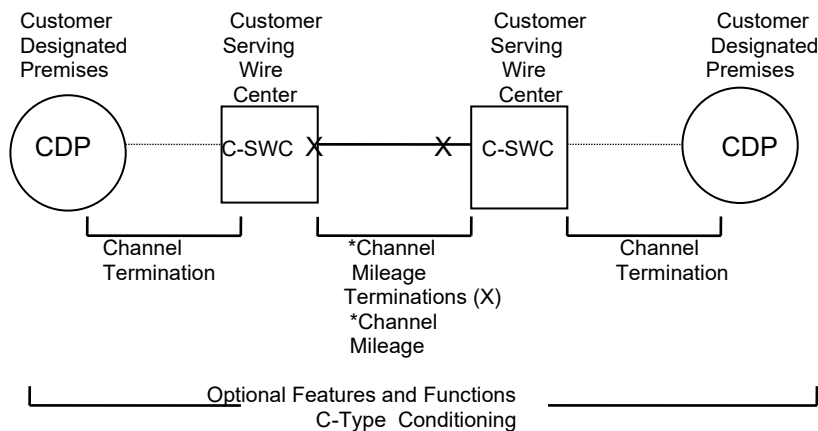 Customer
Designated
Premises
Customer
Serving
Wire
Center
Customer
Serving
Wire
Center
Customer
Designated
Premises
CDP
C-SWC
X
X
C-SWC
CDP
Channel
Termination
*Channel
Mileage
Terminations (X)
*Channel
Mileage
Channel
Termination
Optional Features and Functions
C-Type Conditioning